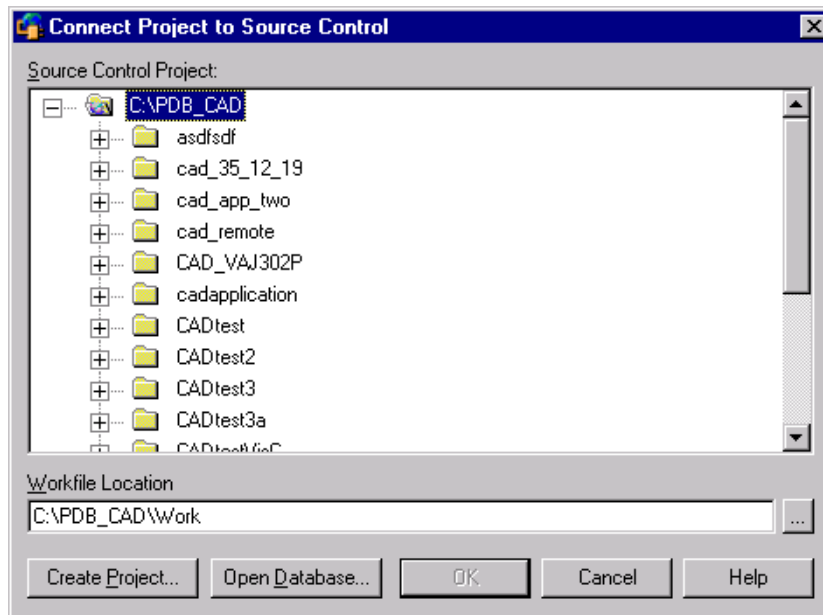 Connect Project to Source Control
Source Control Project:
C:\PDB_CAD
asdfsdf
cad_35_12_19
cad_app_two
cad_remote
CAD_VAJ302P
cadapplication
CADtest
CADtest2
CADtest3
CADtest3a
Workfile Location
C:\PDB_CAD\Work
...
Create Project... Open Database... OK Cancel Help